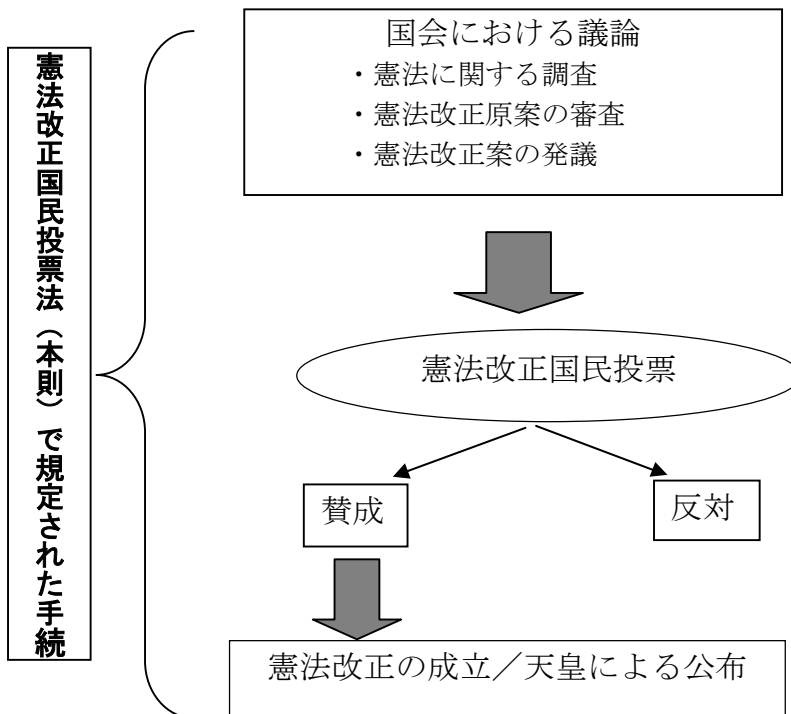 憲法改正国民投票法（本則）で規定された手続
国会における議論
・憲法に関する調査
・憲法改正原案の審査
・憲法改正案の発議
憲法改正国民投票
賛成
反対
憲法改正の成立／天皇による公布